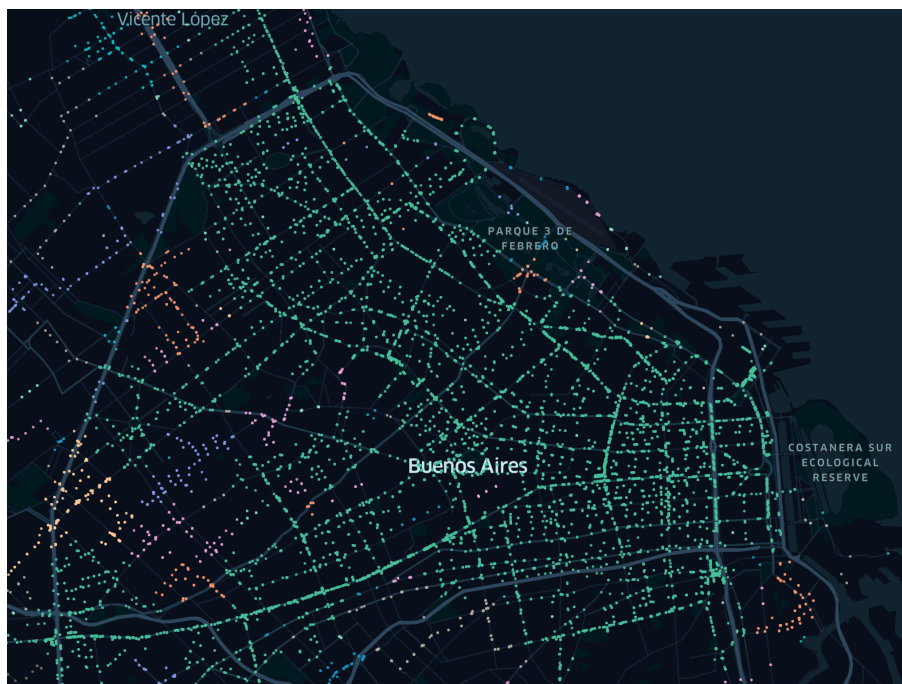 Vicente López
PARQUE 3 DE
FEBRERO
Buenos Aires
COSTANERA SUR
ECOLOGICAL
RESERVE